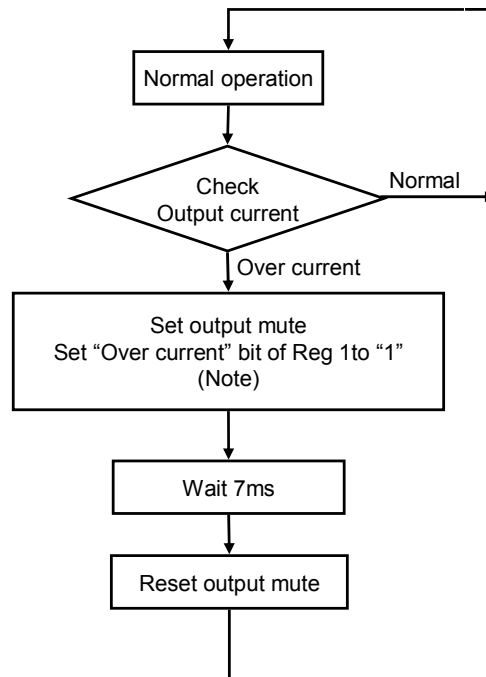 Normal operation
Check
Output current
Normal
Over current
Set output mute
Set “Over current” bit of Reg 1to “1”
(Note)
Wait 7ms
Reset output mute